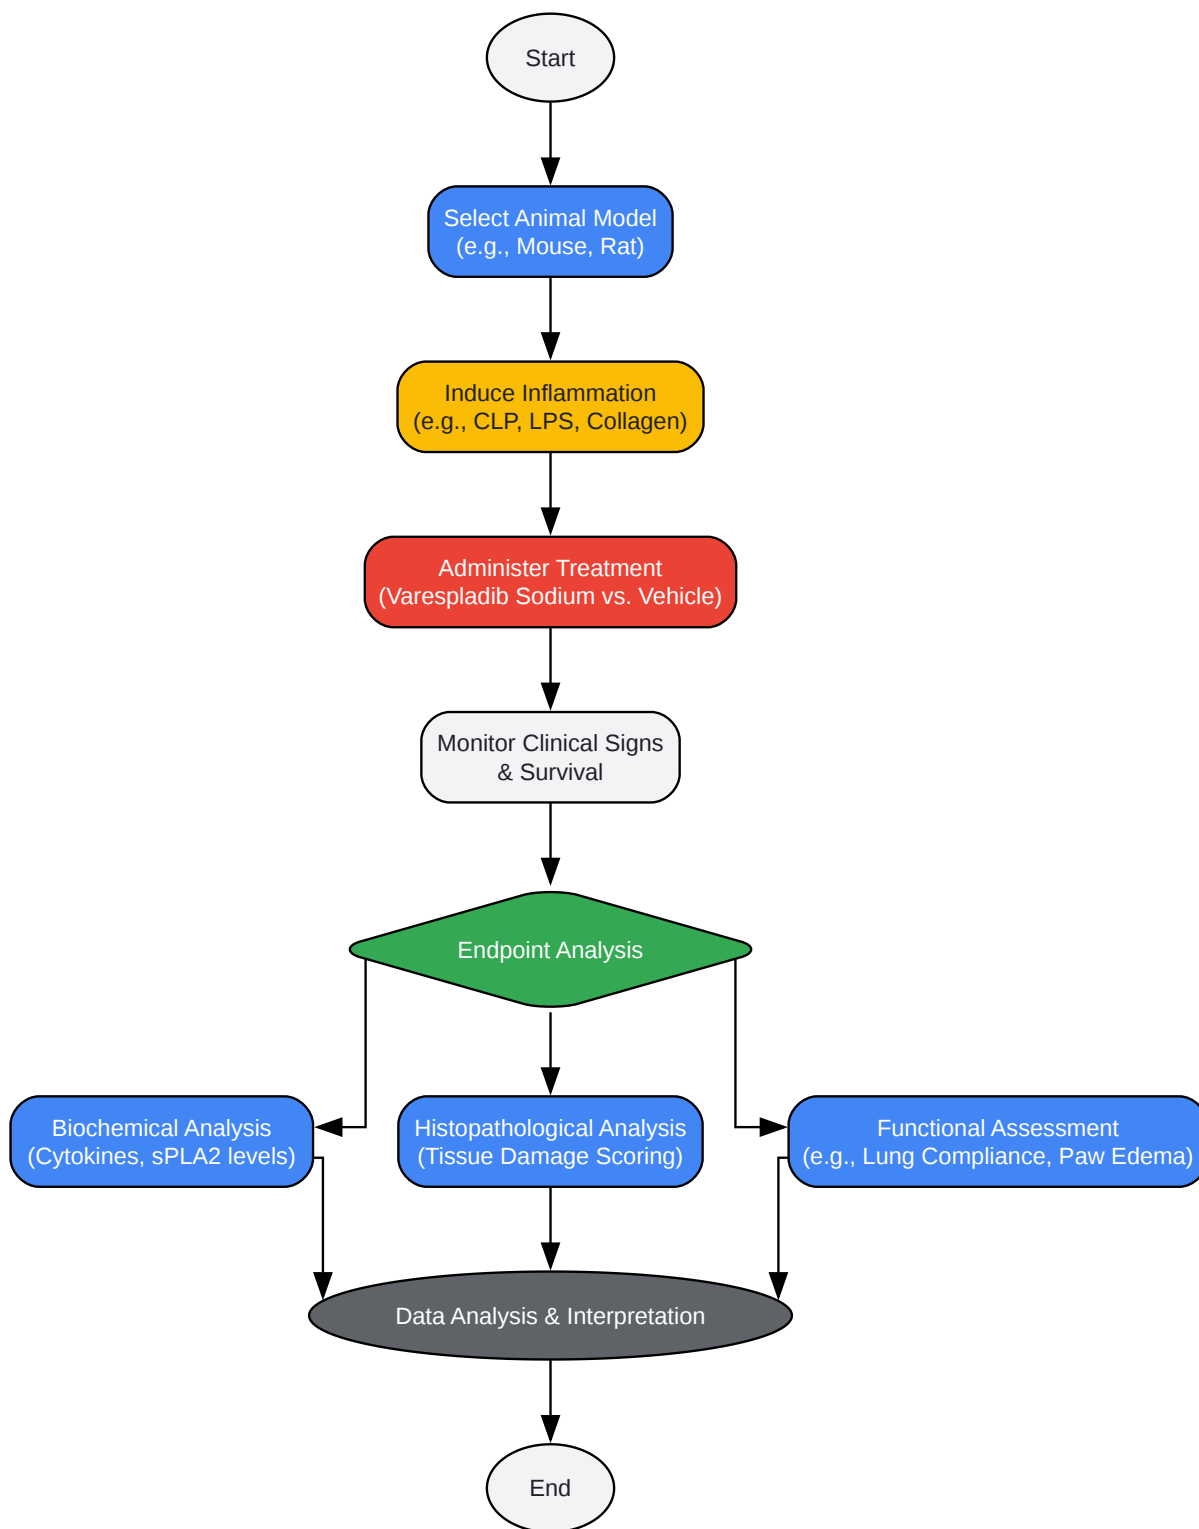 Start
Select Animal Model
(e.g., Mouse, Rat)
Induce Inflammation
(e.g., CLP, LPS, Collagen)
Administer Treatment
(Varespladib Sodium vs. Vehicle)
Monitor Clinical Signs
& Survival
Endpoint Analysis
Biochemical Analysis
(Cytokines, sPLA2 levels)
Histopathological Analysis
(Tissue Damage Scoring)
Functional Assessment
(e.g., Lung Compliance, Paw Edema)
Data Analysis & Interpretation
End